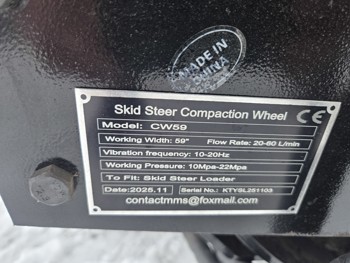 MADE IN
CHINA
Skid Steer Compaction Wheel CE
Model: CW59
Working Width: 59" Flow Rate: 20-60 L/min
Vibration frequency: 10-20Hz
Working Pressure: 10Mpa-22Mpa
To Fit: Skid Steer Loader
Date:2025.11 Serial No.: KTYSL251103
contactmms@foxmail.com